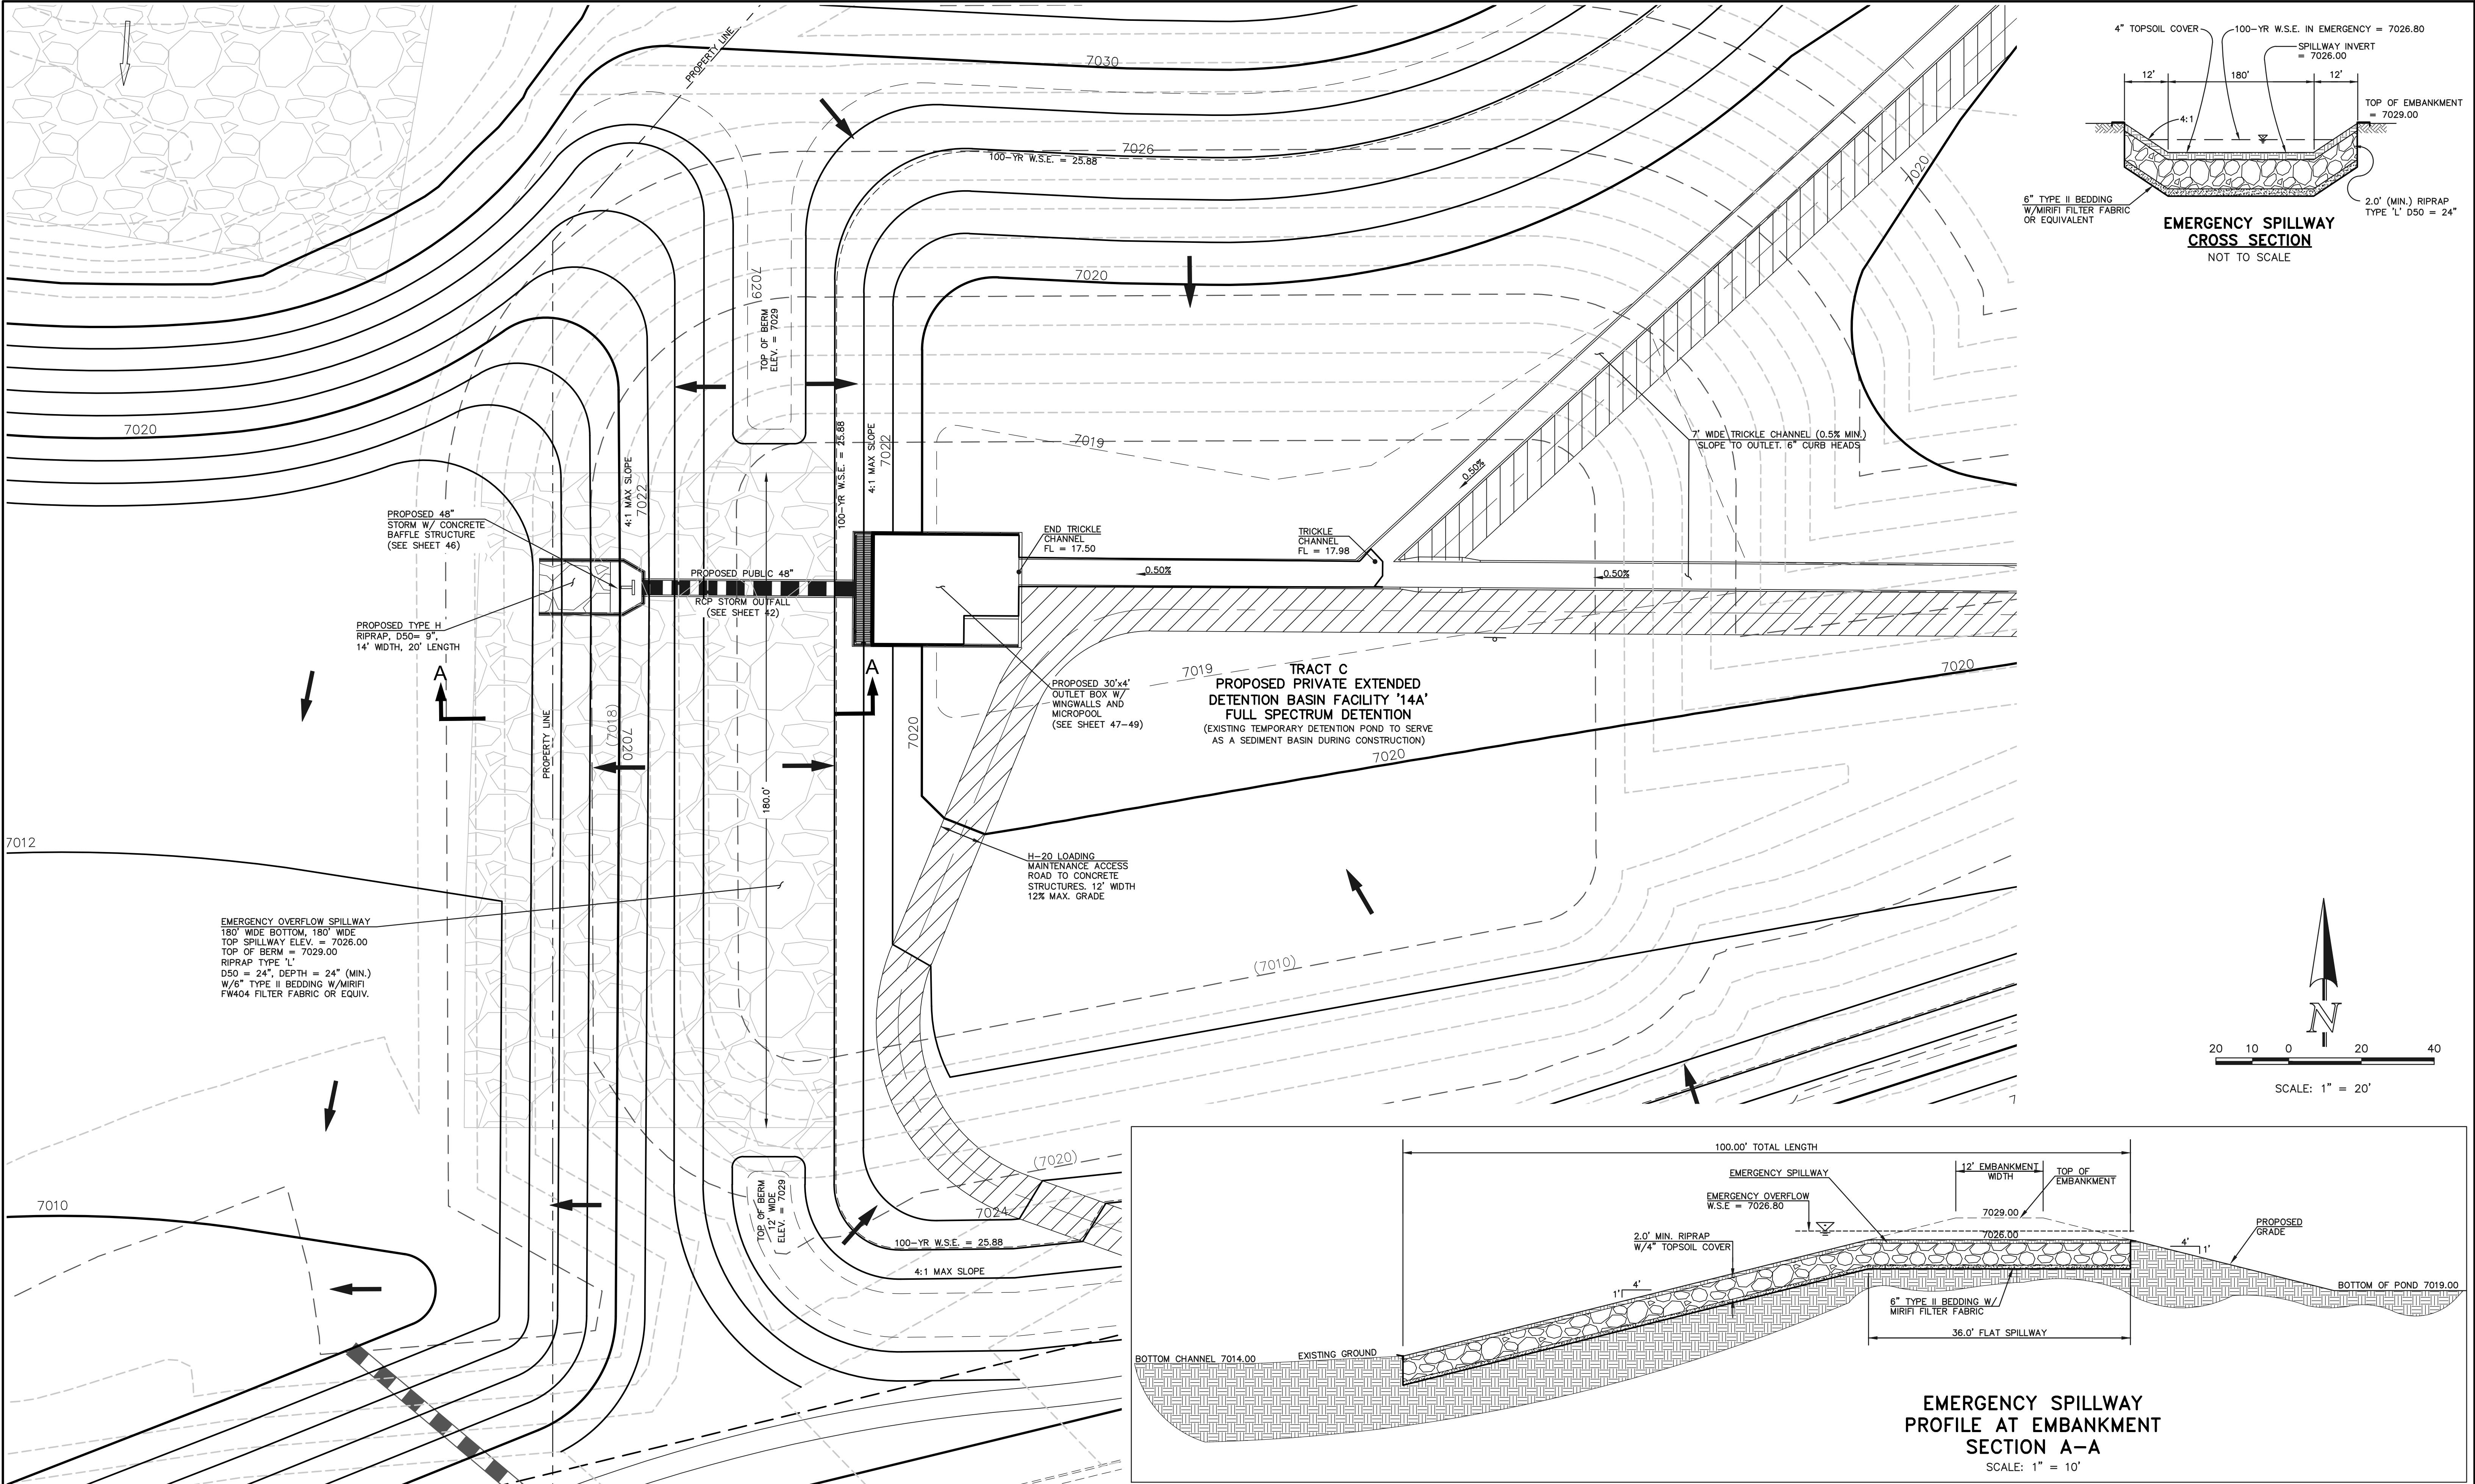 PROPERTY LINE
7030
7026
100-YR W.S.E. = 25.88
7020
7020
7029
TOP OF BERM
ELEV. = 7029
7020
7019
4:1 MAX SLOPE
7022
100-YR W.S.E. = 25.88
4:1 MAX SLOPE
7022
7' WIDE TRICKLE CHANNEL (0.5% MIN.)
SLOPE TO OUTLET. 6" CURB HEADS
0.50%
PROPOSED 48"
STORM W/ CONCRETE
BAFFLE STRUCTURE
(SEE SHEET 46)
END TRICKLE
CHANNEL
FL = 17.50
TRICKLE
CHANNEL
FL = 17.98
PROPOSED PUBLIC 48"
RCP STORM OUTFALL
(SEE SHEET 42)
0.50%
0.50%
PROPOSED TYPE H
RIPRAP, D50= 9",
14' WIDTH, 20' LENGTH
A
A
PROPERTY LINE
(7018)
7020
180.0'
7020
PROPOSED 30'x4'
OUTLET BOX W/
WINGWALLS AND
MICROPOOL
(SEE SHEET 47-49)
7019
TRACT C
PROPOSED PRIVATE EXTENDED
DETENTION BASIN FACILITY '14A'
FULL SPECTRUM DETENTION
(EXISTING TEMPORARY DETENTION POND TO SERVE
AS A SEDIMENT BASIN DURING CONSTRUCTION)
7020
7020
7012
H-20 LOADING
MAINTENANCE ACCESS
ROAD TO CONCRETE
STRUCTURES. 12' WIDTH
12% MAX. GRADE
EMERGENCY OVERFLOW SPILLWAY
180' WIDE BOTTOM, 180' WIDE
TOP SPILLWAY ELEV. = 7026.00
TOP OF BERM = 7029.00
RIPRAP TYPE 'L'
D50 = 24", DEPTH = 24" (MIN.)
W/6" TYPE II BEDDING W/MIRIFI
FW404 FILTER FABRIC OR EQUIV.
(7010)
(7020)
7010
TOP OF BERM
12' WIDE
ELEV. = 7029
7024
100-YR W.S.E. = 25.88
4:1 MAX SLOPE
4" TOPSOIL COVER
100-YR W.S.E. IN EMERGENCY = 7026.80
SPILLWAY INVERT
= 7026.00
12'
180'
12'
TOP OF EMBANKMENT
= 7029.00
4:1
6" TYPE II BEDDING
W/MIRIFI FILTER FABRIC
OR EQUIVALENT
2.0' (MIN.) RIPRAP
TYPE 'L' D50 = 24"
EMERGENCY SPILLWAY
CROSS SECTION
NOT TO SCALE
N
20 10 0 20 40
SCALE: 1" = 20'
100.00' TOTAL LENGTH
EMERGENCY SPILLWAY
12' EMBANKMENT
WIDTH
TOP OF
EMBANKMENT
EMERGENCY OVERFLOW
W.S.E = 7026.80
7029.00
7026.00
PROPOSED
GRADE
2.0' MIN. RIPRAP
W/4" TOPSOIL COVER
4'
1'
4'
1'
BOTTOM OF POND 7019.00
6" TYPE II BEDDING W/
MIRIFI FILTER FABRIC
36.0' FLAT SPILLWAY
BOTTOM CHANNEL 7014.00
EXISTING GROUND
EMERGENCY SPILLWAY
PROFILE AT EMBANKMENT
SECTION A-A
SCALE: 1" = 10'